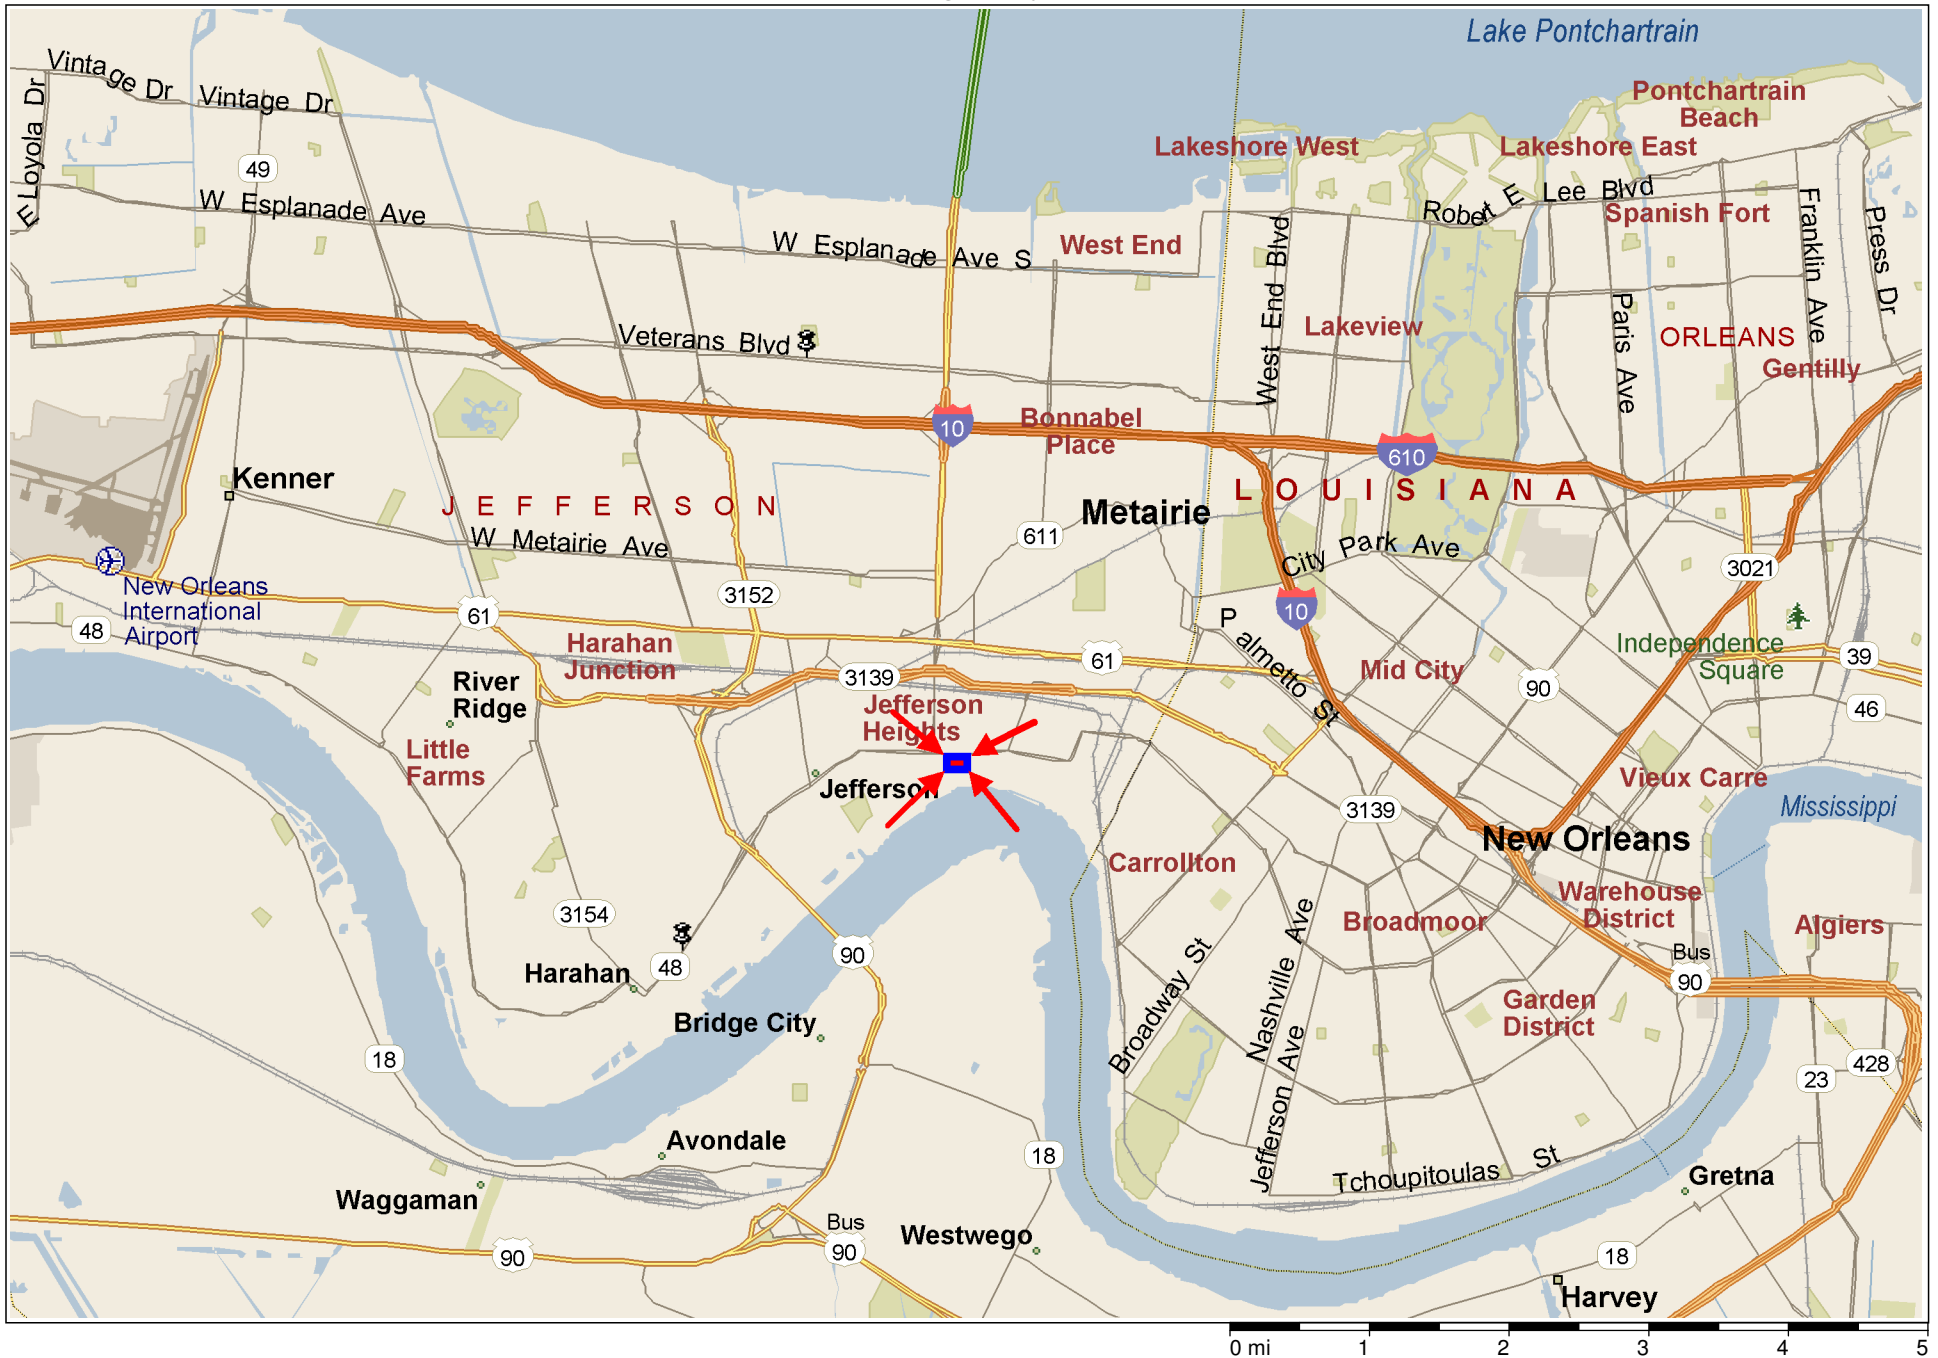 Lake Pontchartrain
Vintage Dr
Vintage Dr
E Loyola Dr
Pontchartrain
Beach
Lakeshore West
Lakeshore East
49
W Esplanade Ave
Robert E Lee Blvd
Spanish Fort
Franklin Ave
Press Dr
W Esplanade Ave S
West End
West End Blvd
Paris Ave
Lakeview
ORLEANS
Gentilly
Veterans Blvd
10
Bonnabel
Place
610
Kenner
JEFFERSON
Metairie
LOUISIANA
611
W Metairie Ave
City Park Ave
3021
New Orleans
International
Airport
48
61
3152
10
Palmetto St
Harahan
Junction
61
3139
Mid City
90
Independence
Square
39
46
River
Ridge
Jefferson
Heights
Little
Farms
Jefferson
3139
Vieux Carre
Mississippi
New Orleans
Carrollton
Warehouse
District
Broadmoor
Algiers
3154
48
90
Bus
90
Harahan
Broadway St
Nashville Ave
Jefferson Ave
Garden
District
Bridge City
18
23
428
Avondale
18
Tchoupitoulas St
Gretna
Waggaman
Bus
90
90
Westwego
18
Harvey
0 mi 1 2 3 4 5